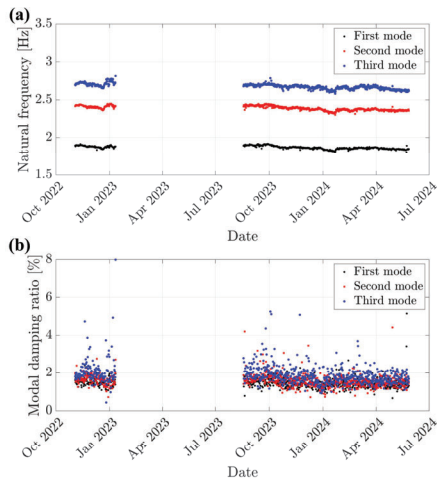 (a)
3.5
3
2.5
2
1.5
Natural frequency [Hz]
First mode
Second mode
Third mode
Oct 2022
Jan 2023
Apr 2023
Jul 2023
Oct 2023
Jan 2024
Apr 2024
Jul 2024
Date
(b)
8
6
4
2
0
Modal damping ratio [%]
First mode
Second mode
Third mode
Oct 2022
Jan 2023
Apr 2023
Jul 2023
Oct 2023
Jan 2024
Apr 2024
Jul 2024
Date